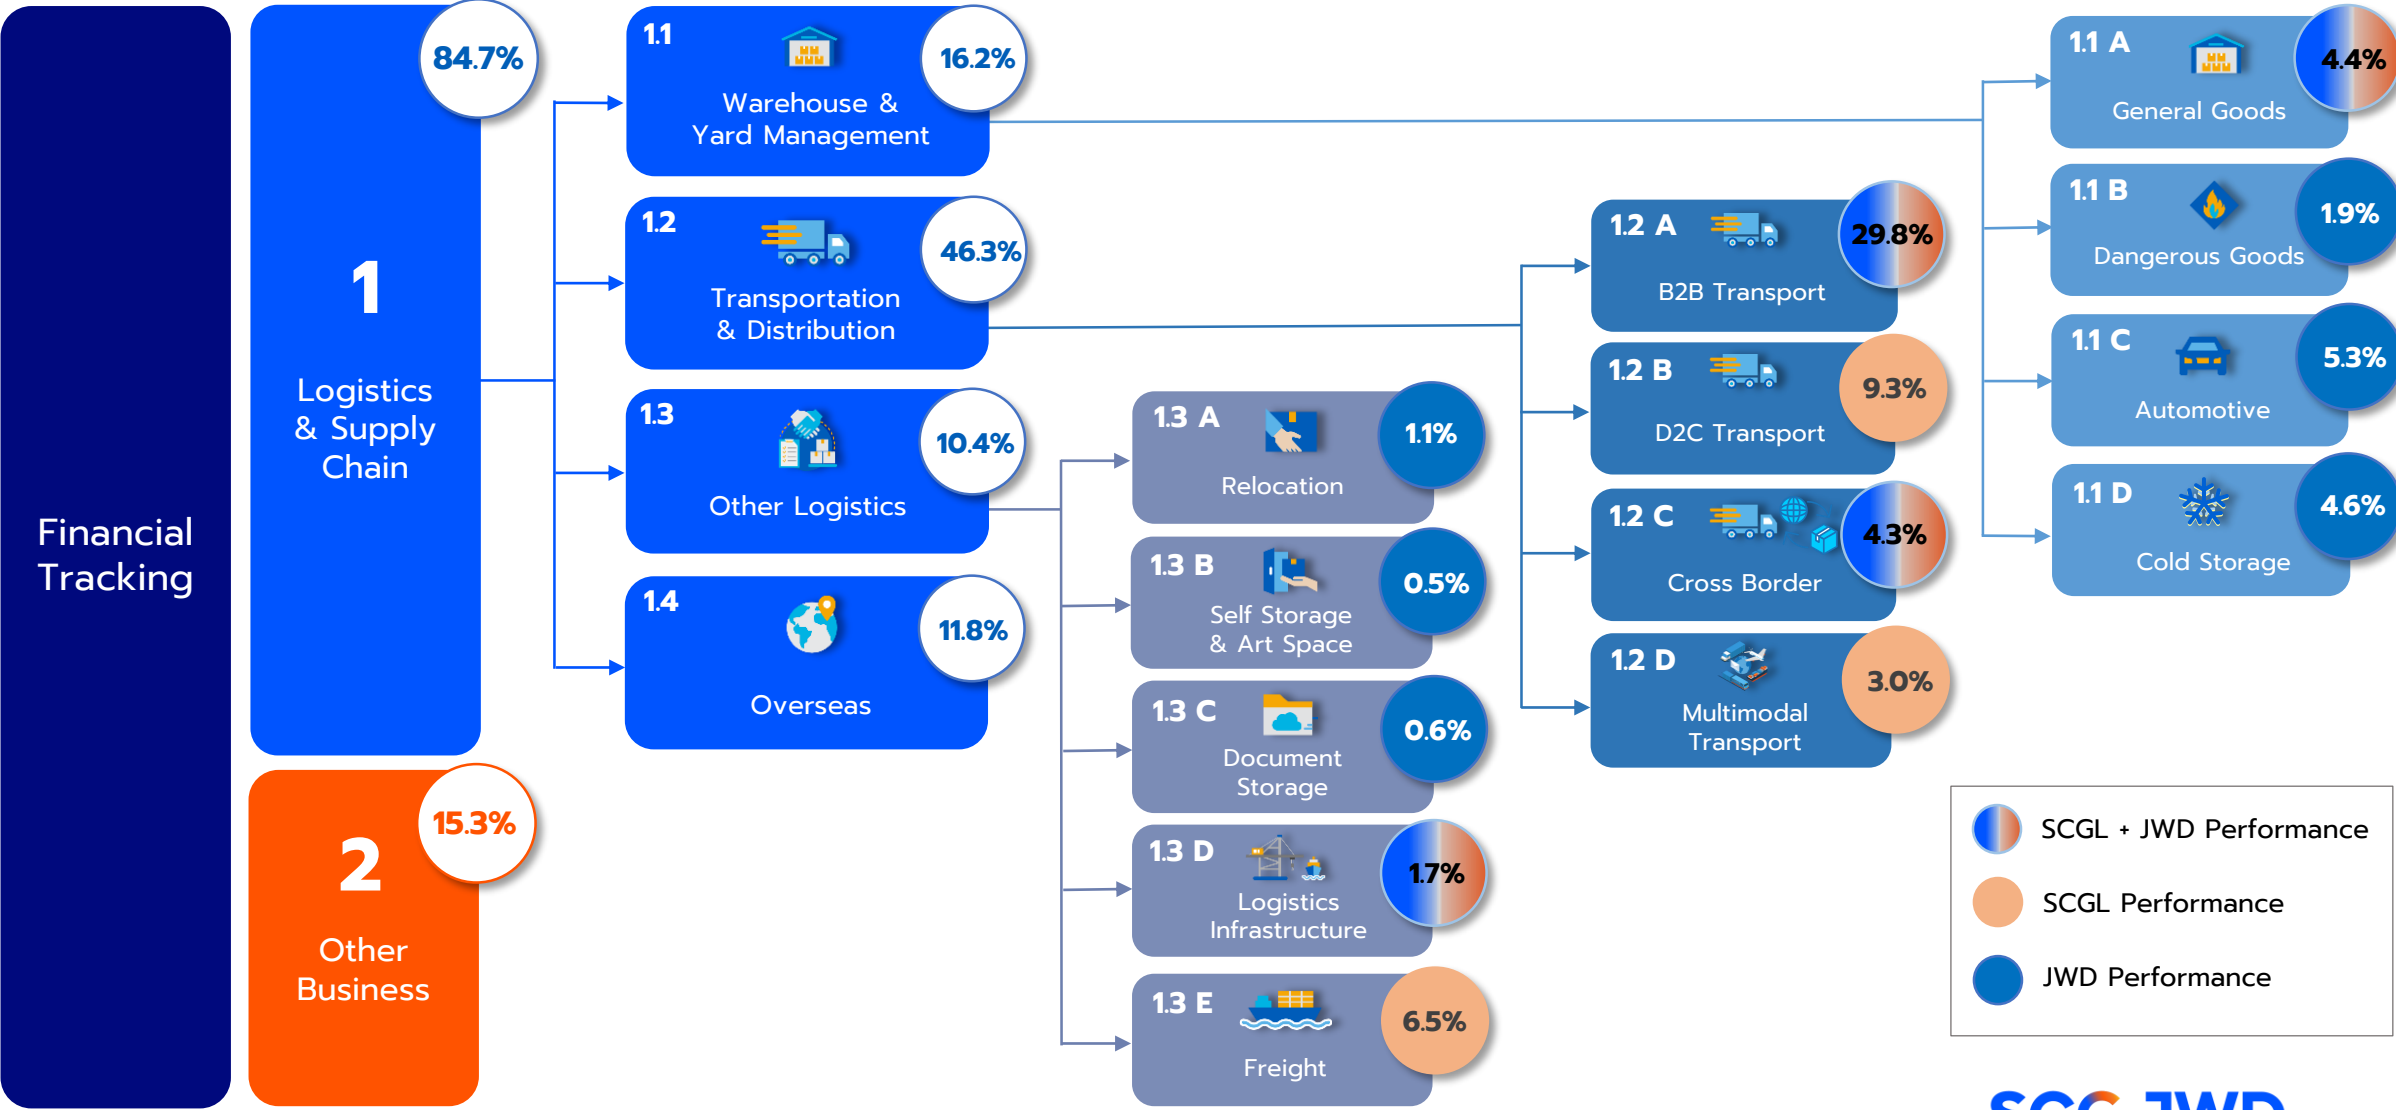 Financial
Tracking
1
Logistics
& Supply
Chain
84.7%
2
Other
Business
15.3%
1.1
Warehouse &
Yard Management
16.2%
1.2
Transportation
& Distribution
46.3%
1.3
Other Logistics
10.4%
1.4
Overseas
11.8%
1.3 A
Relocation
1.1%
1.3 B
Self Storage
& Art Space
0.5%
1.3 C
Document
Storage
0.6%
1.3 D
Logistics
Infrastructure
1.7%
1.3 E
Freight
6.5%
1.2 A
B2B Transport
29.8%
1.2 B
D2C Transport
9.3%
1.2 C
Cross Border
4.3%
1.2 D
Multimodal
Transport
3.0%
1.1 A
General Goods
4.4%
1.1 B
Dangerous Goods
1.9%
1.1 C
Automotive
5.3%
1.1 D
Cold Storage
4.6%
SCGL + JWD Performance
SCGL Performance
JWD Performance
SCG JWD